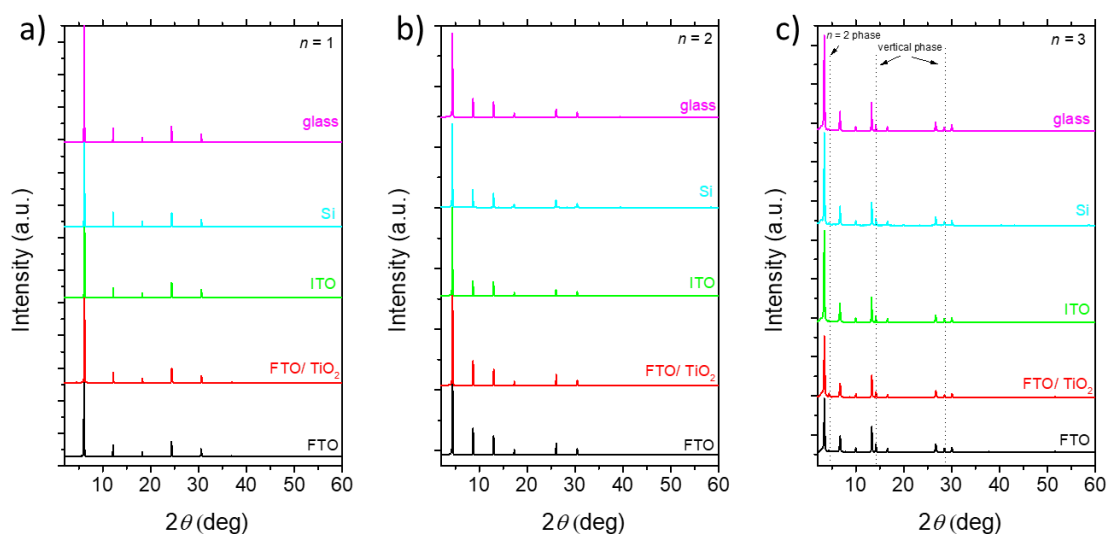 a)
n = 1
glass
Si
ITO
FTO/ TiO2
FTO
Intensity (a.u.)
10 20 30 40 50 60
2θ (deg)
b)
n = 2
glass
Si
ITO
FTO/ TiO2
FTO
Intensity (a.u.)
10 20 30 40 50 60
2θ (deg)
c)
n = 2 phase
n = 3
vertical phase
glass
Si
ITO
FTO/ TiO2
FTO
Intensity (a.u.)
10 20 30 40 50 60
2θ (deg)